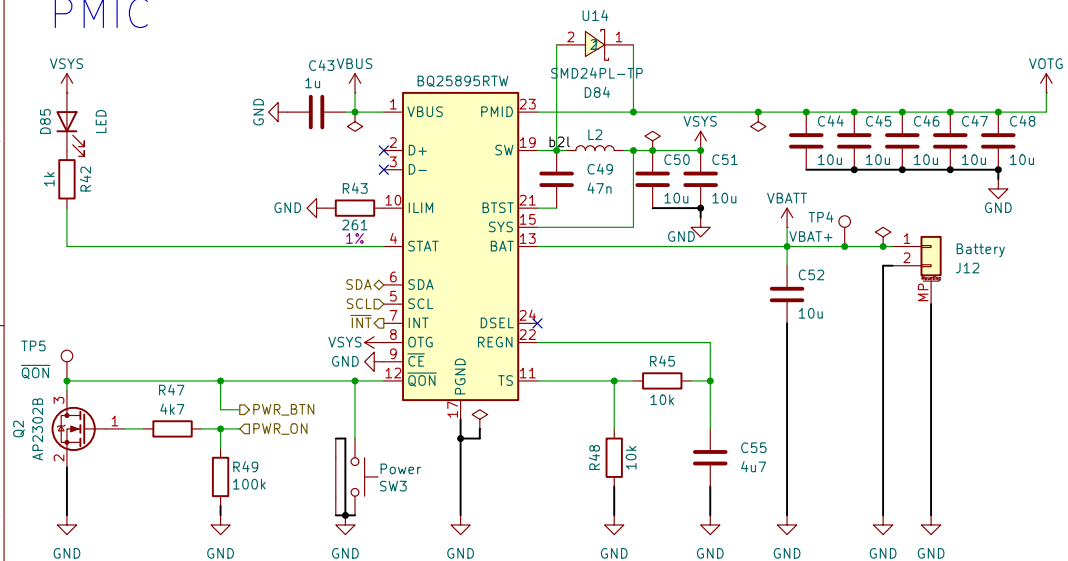 PMIC
U14
2 2 1
SMD24PL-TP
D84
VSYS
C43
VBUS
1u
GND
BQ25895RTW
VOTG
D85
LED
1 VBUS
PMID 23
2 D+
3 D-
SW 19
b2l
L2
VSYS
C44 C45 C46 C47 C48
10u 10u 10u 10u 10u
GND
1k
R42
C49
47n
C50
10u
C51
10u
GND
R43
GND
261
1%
10 ILIM
BTST 21
SYS 15
BAT 13
4 STAT
VBATT
TP4
VBAT+
1
2
Battery
J12
MP
SDA 6 SDA
SCL 5 SCL
INT 7 INT
VSYS 8 OTG
GND 9 CE
12 QON
DSEL 24
REGN 22
TS 11
PGND
17
C52
10u
TP5
QON
R45
10k
3
Q2
AP2302B
2
1
R47
4k7
PWR_BTN
PWR_ON
R49
100k
Power
SW3
R48
10k
C55
4u7
GND GND GND GND GND GND GND GND GND